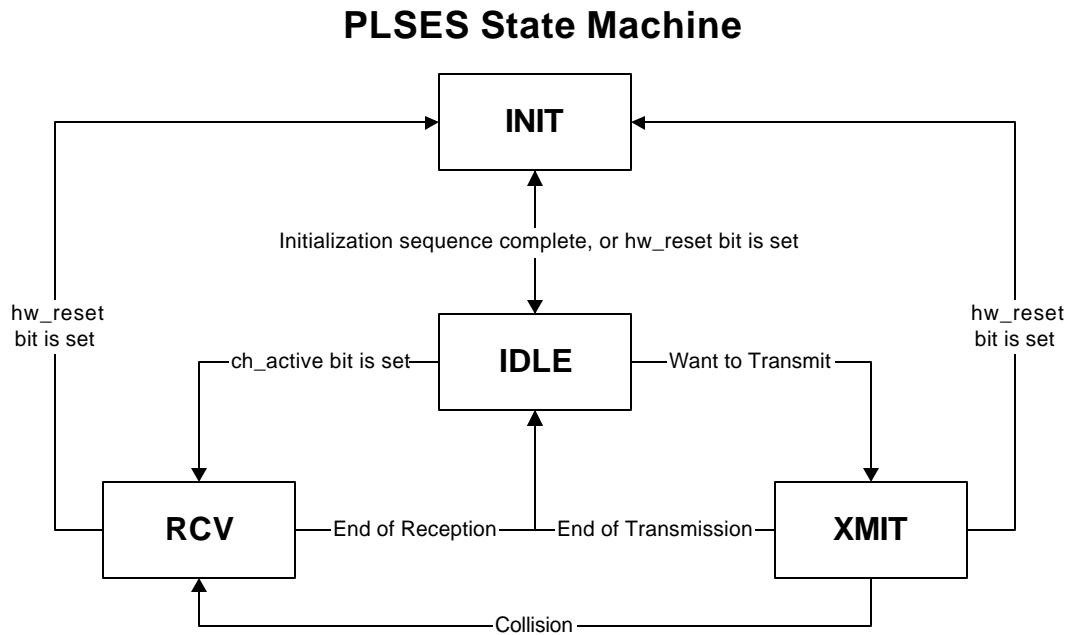 PLSES State Machine
INIT
Initialization sequence complete, or hw_reset bit is set
hw_reset
bit is set
hw_reset
bit is set
ch_active bit is set
IDLE
Want to Transmit
RCV
End of Reception
End of Transmission
XMIT
Collision